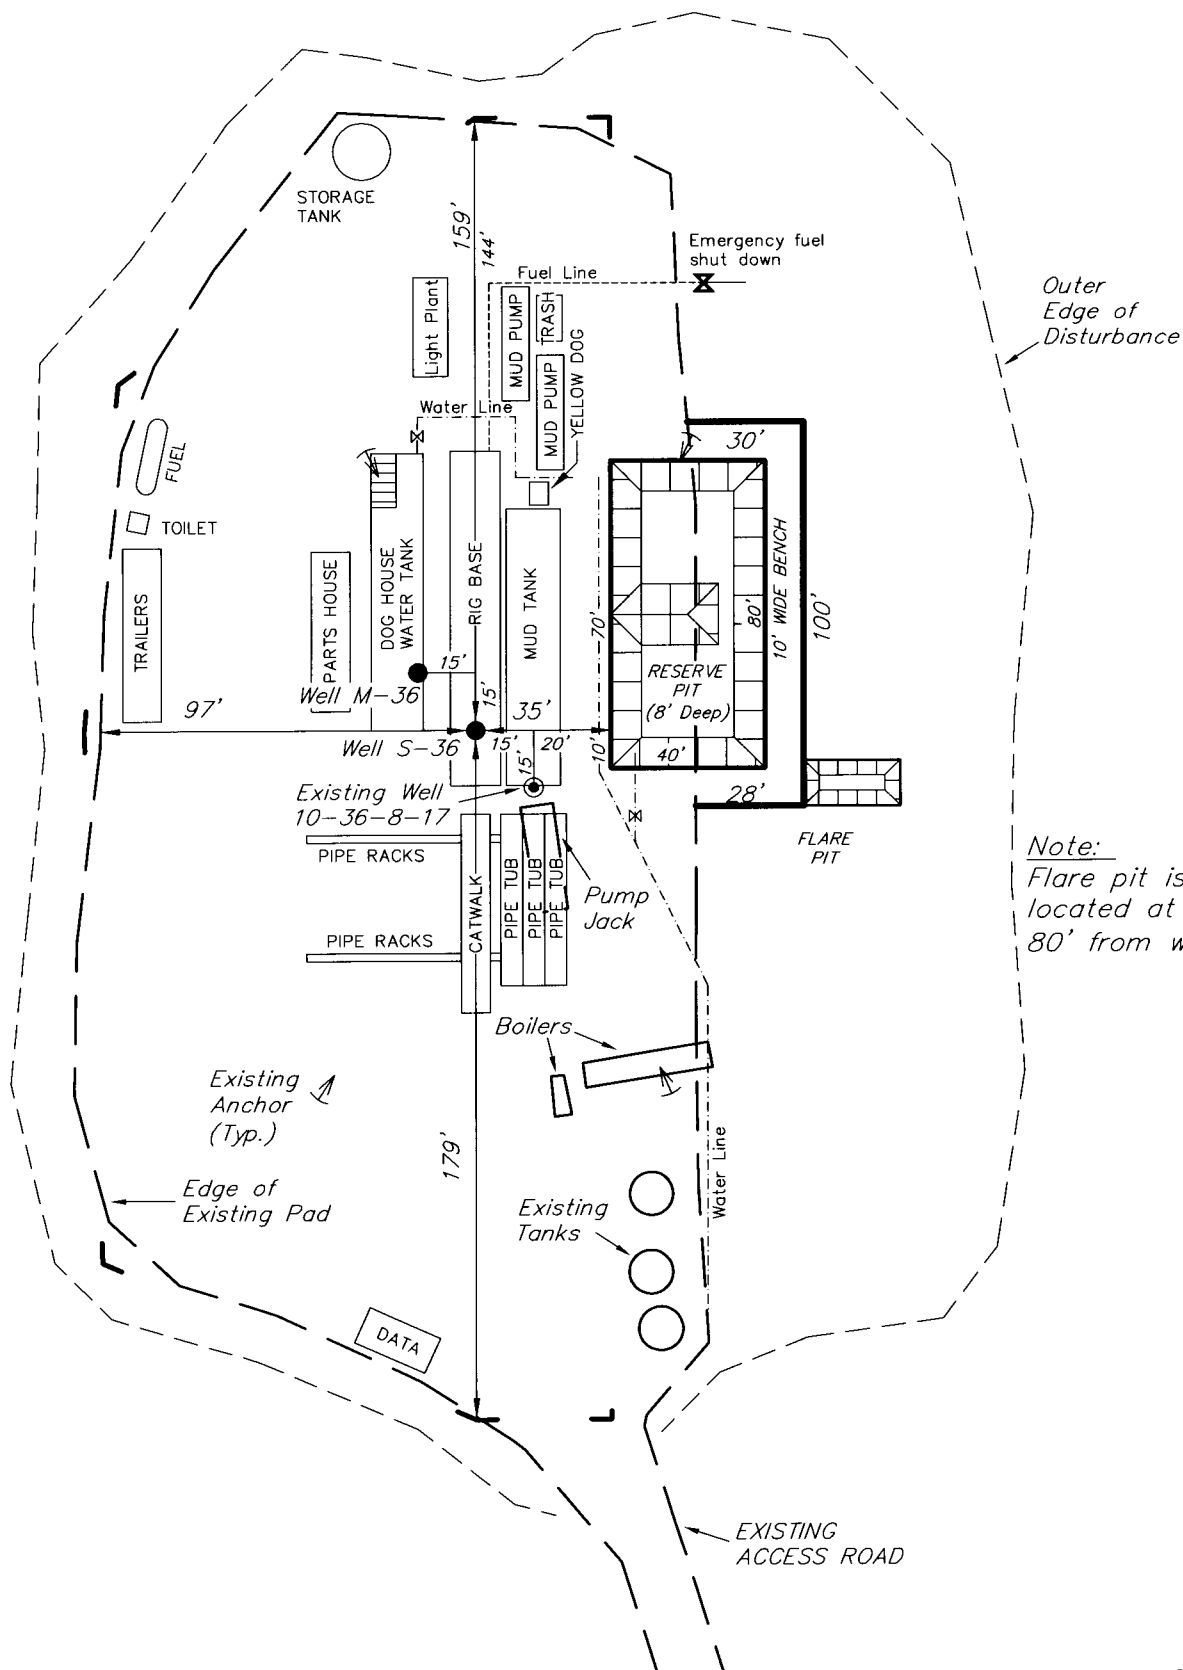 STORAGE
TANK
159'
144'
Emergency fuel
shut down
Fuel Line
Outer
Edge of
Disturbance
Light Plant
MUD PUMP
TRASH
MUD PUMP
YELLOW DOG
Water Line
30'
FUEL
TOILET
TRAILERS
PARTS HOUSE
DOG HOUSE
WATER TANK
RIG BASE
MUD TANK
70'
80'
10' WIDE BENCH
100'
RESERVE
PIT
(8' Deep)
40'
15'
Well M-36
15'
97'
35'
Well S-36
15'
20'
10'
15'
28'
Existing Well
10-36-8-17
FLARE
PIT
PIPE RACKS
CATWALK
PIPE TUB
PIPE TUB
PIPE TUB
Pump
Jack
PIPE RACKS
Note:
Flare pit is
located at
80' from w
Boilers
Existing
Anchor
(Typ.)
179'
Water Line
Edge of
Existing Pad
Existing
Tanks
DATA
EXISTING
ACCESS ROAD